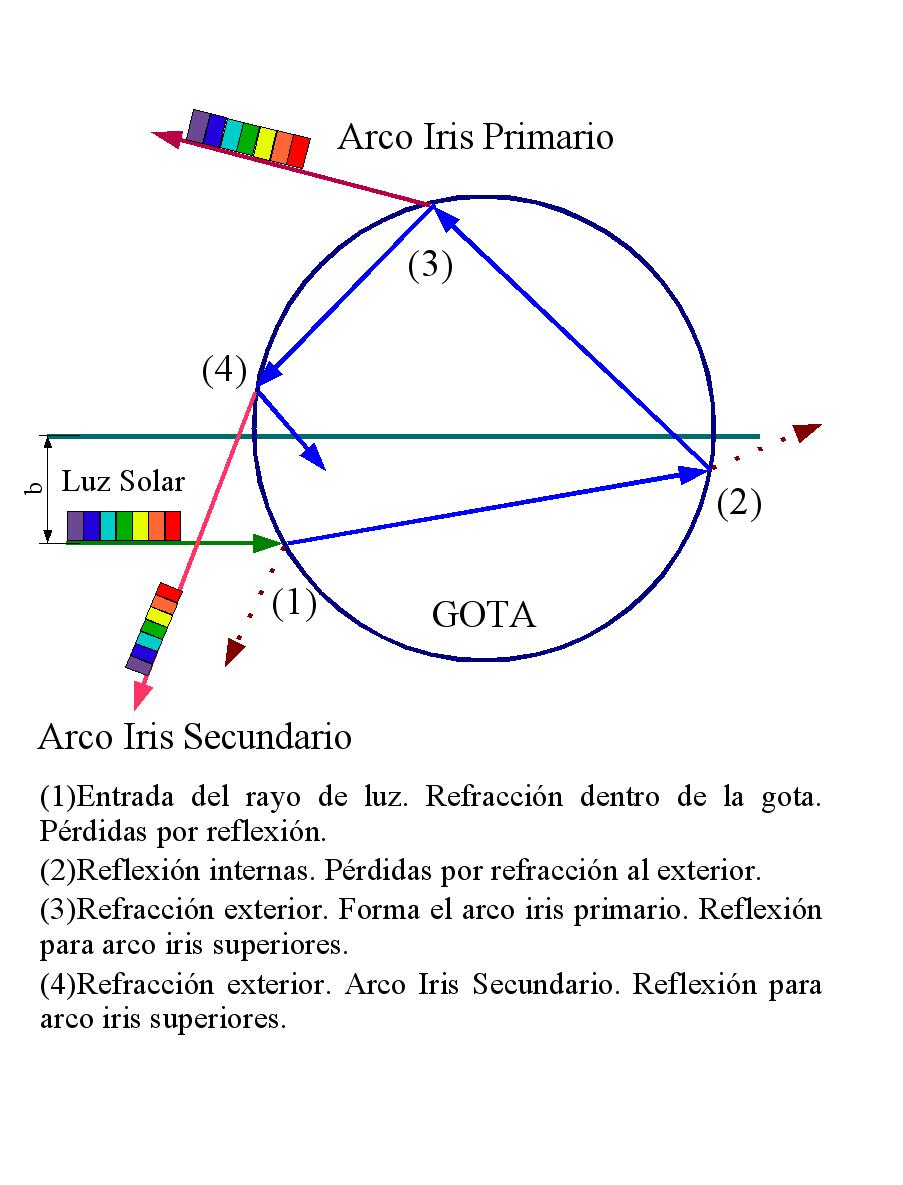 Arco Iris Primario
(3)
(4)
b
Luz Solar
(2)
(1)
GOTA
Arco Iris Secundario
(1)Entrada del rayo de luz. Refracción dentro de la gota.
Pérdidas por reflexión.
(2)Reflexión internas. Pérdidas por refracción al exterior.
(3)Refracción exterior. Forma el arco iris primario. Reflexión
para arco iris superiores.
(4)Refracción exterior. Arco Iris Secundario. Reflexión para
arco iris superiores.